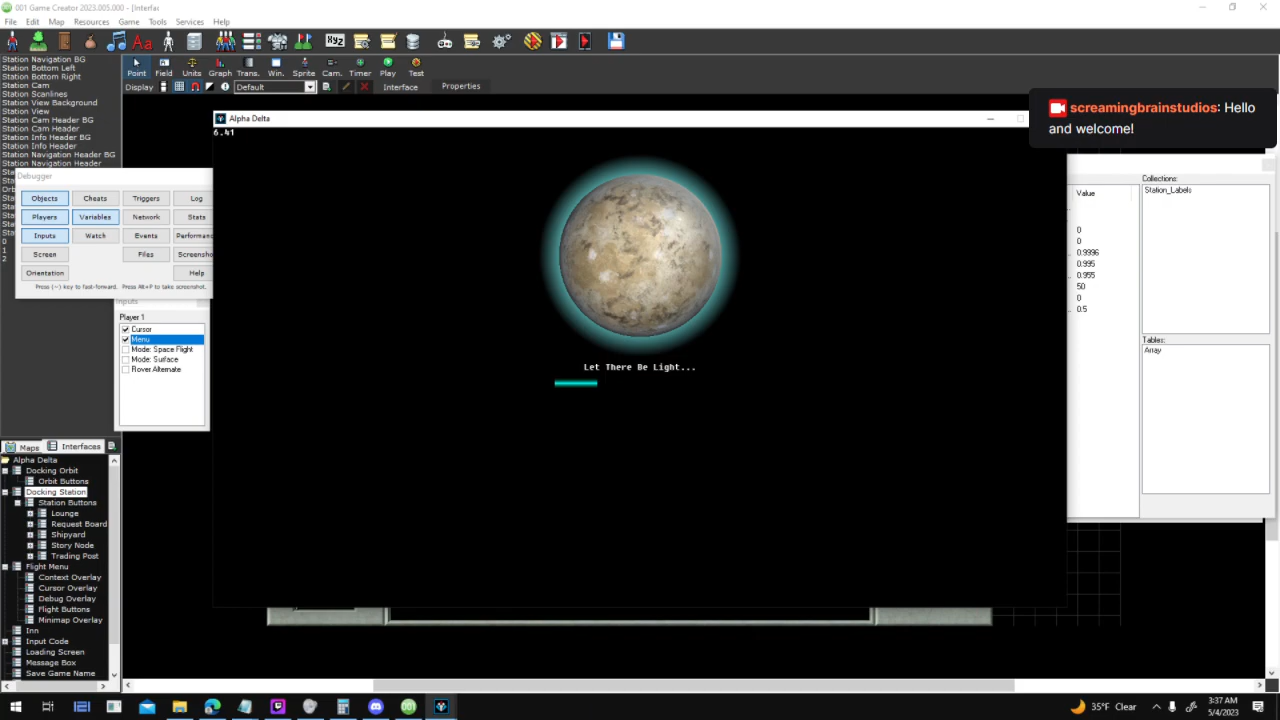 001 Game Creator 2023.005.000 - [Interfac
File Edit Map Resources Game Tools Services Help
Aa
XYZ
Station Navigation BG
Station Bottom Left
Station Bottom Right
Station Cam
Station Scanlines
Station View Background
Station View
Station Cam Header BG
Station Cam Header
Station Info Header BG
Station Info Header
Station Navigation Header BG
Station Navigation Header
Point Field Units Graph Trans. Win. Sprite Cam. Timer Play Test
Display Default Interface Properties
screamingbrainstudios: Hello
and welcome!
Alpha Delta
6.41
Debugger
Objects Cheats Triggers Log
Players Variables Network Stats
Inputs Watch Events Performanc
Screen Files Screensho
Orientation Help
Press (~) key to fast-forward. Press Alt+P to take screenshot.
0
1
2
Inputs
Player 1
Cursor
Menu
Mode: Space Flight
Mode: Surface
Rover Alternate
Let There Be Light...
Value
0
0
0.9996
0.995
0.955
50
0
0.5
Collections:
Station_Labels
Tables:
Array
Maps Interfaces
Alpha Delta
Docking Orbit
Orbit Buttons
Docking Station
Station Buttons
Lounge
Request Board
Shipyard
Story Node
Trading Post
Flight Menu
Context Overlay
Cursor Overlay
Debug Overlay
Flight Buttons
Minimap Overlay
Inn
Input Code
Loading Screen
Message Box
Save Game Name
35°F Clear
3:37 AM
5/4/2023